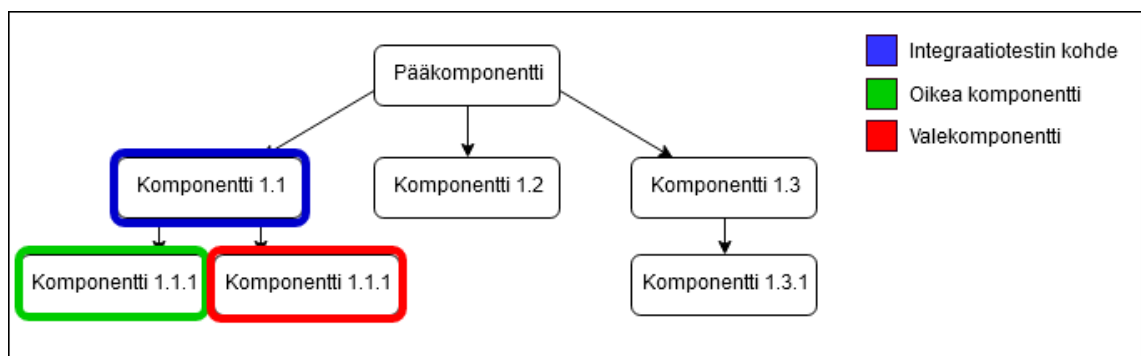 Pääkomponentti
Integraatiotestin kohde
Oikea komponentti
Valekomponentti
Komponentti 1.1
Komponentti 1.2
Komponentti 1.3
Komponentti 1.1.1
Komponentti 1.1.1
Komponentti 1.3.1